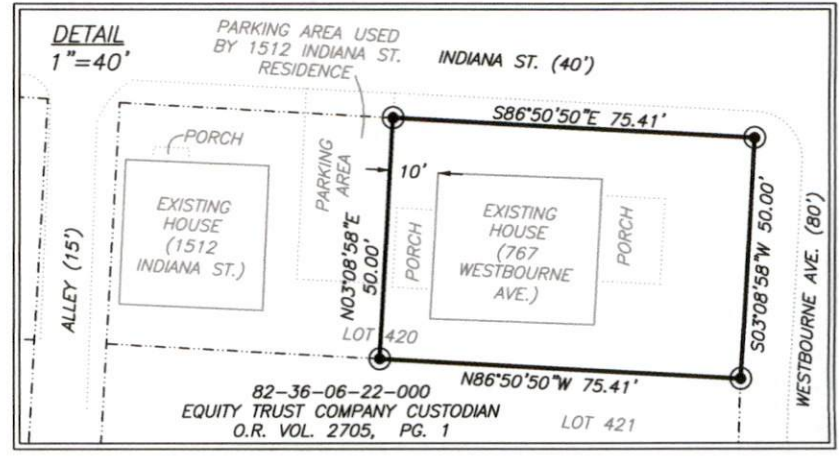 DETAIL
1"=40'
PARKING AREA USED
BY 1512 INDIANA ST.
RESIDENCE
INDIANA ST. (40')
S86°50'50"E 75.41'
PORCH
PARKING
AREA
10'
EXISTING
HOUSE
(1512
INDIANA ST.)
ALLEY (15')
N03°08'58"E
50.00'
PORCH
EXISTING
HOUSE
(767
WESTBOURNE
AVE.)
PORCH
S03°08'58"W 50.00'
WESTBOURNE AVE. (80')
LOT 420
N86°50'50"W 75.41'
82-36-06-22-000
EQUITY TRUST COMPANY CUSTODIAN
O.R. VOL. 2705, PG. 1
LOT 421